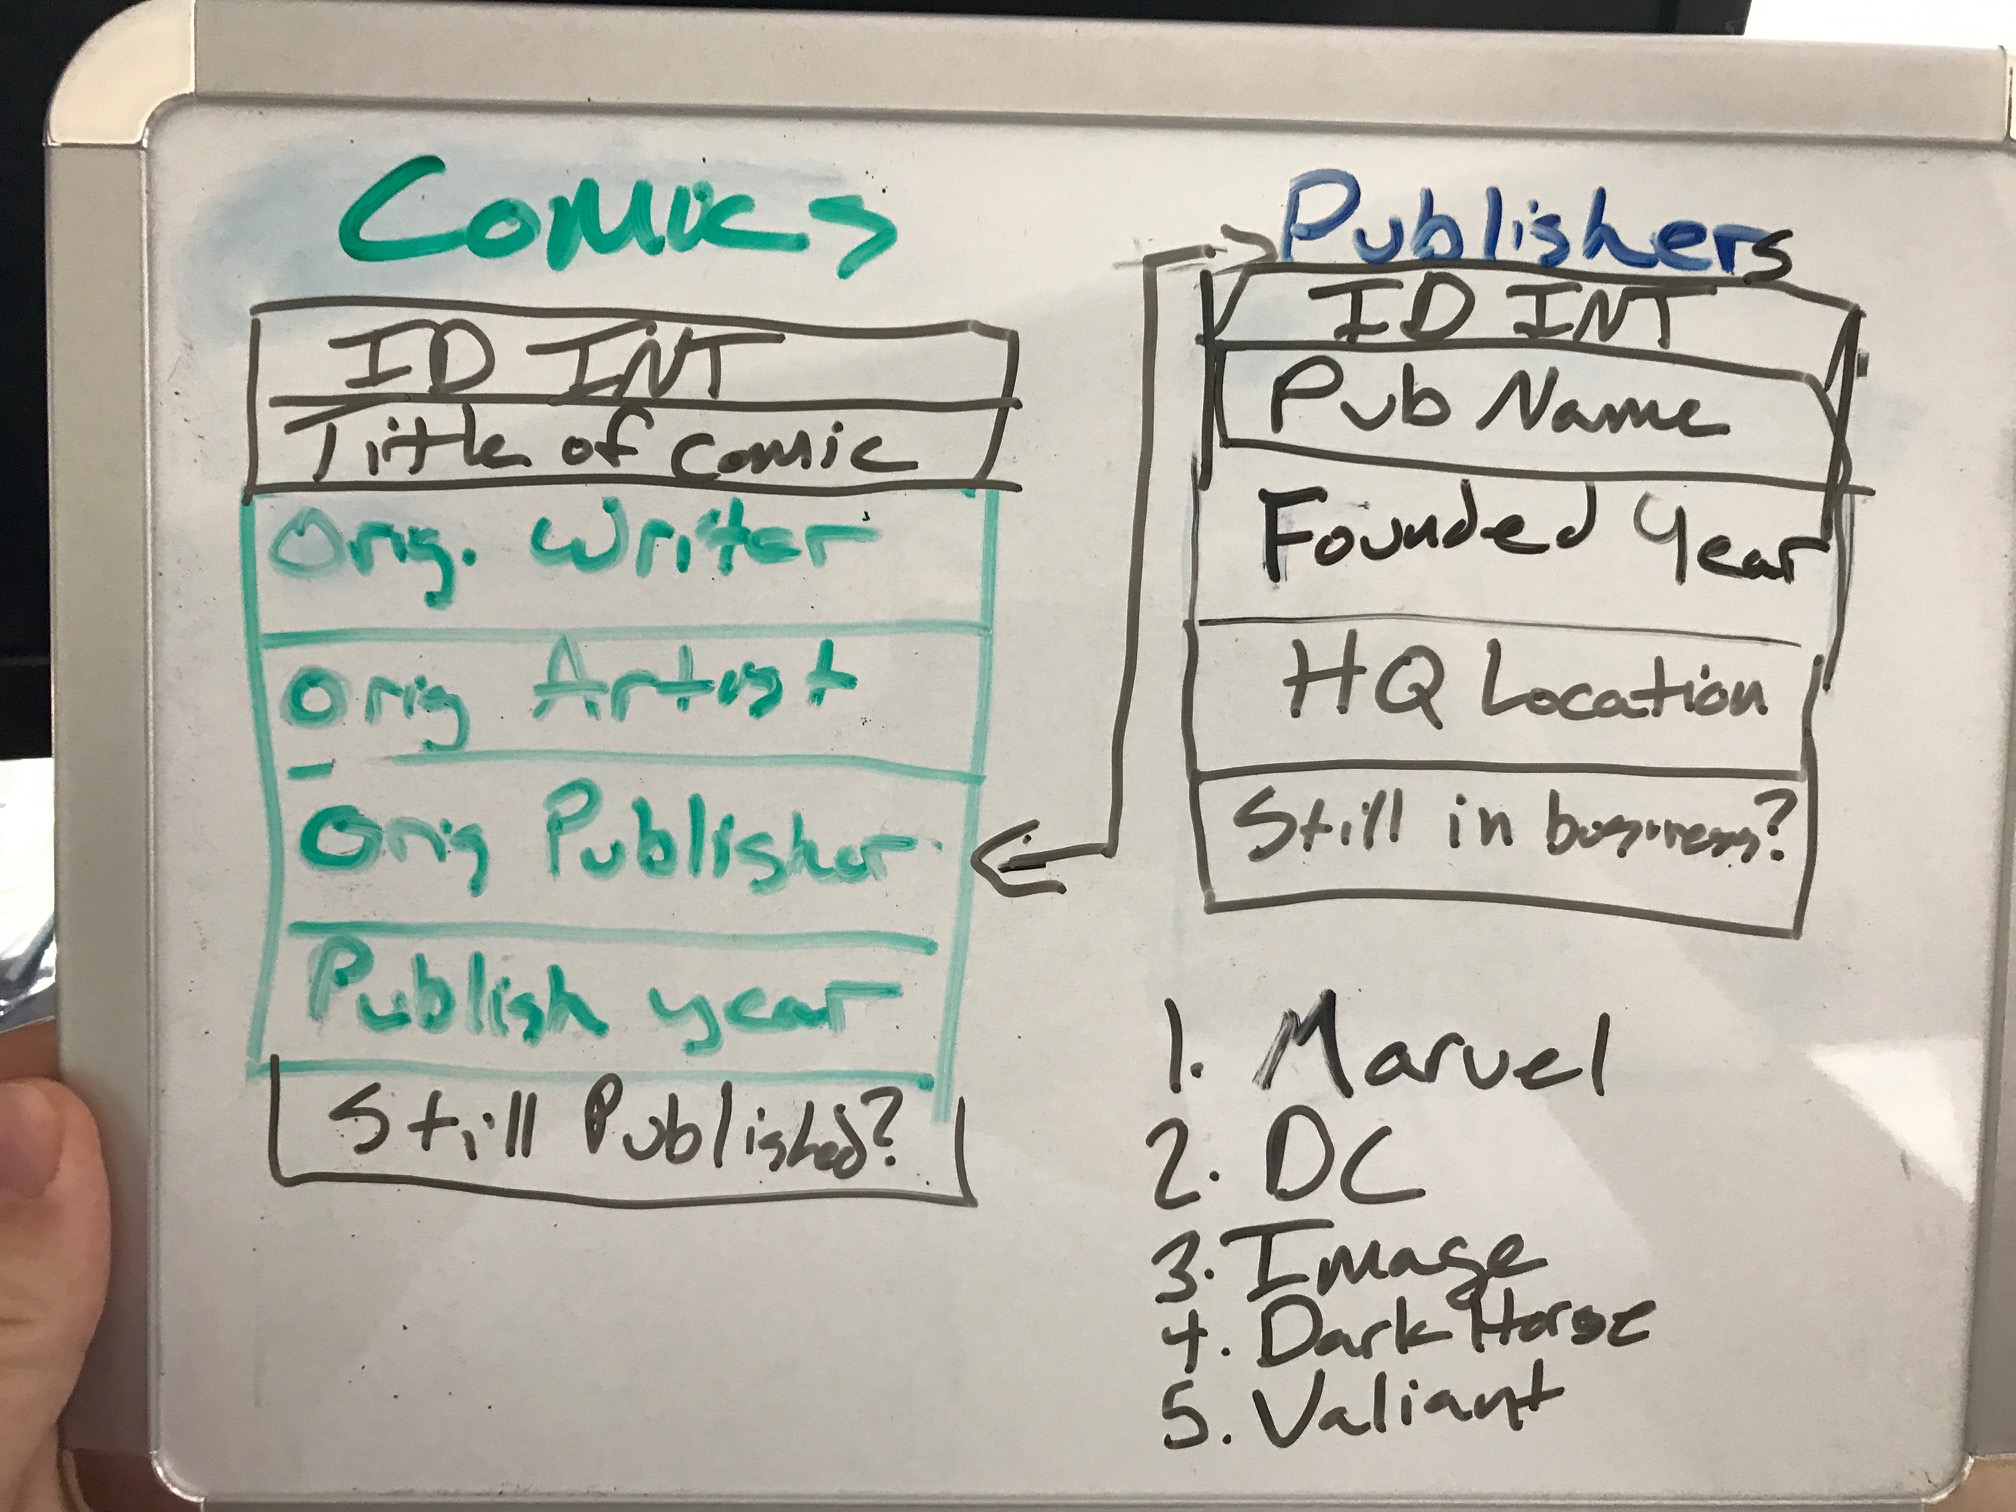 Comics
ID INT
Title of comic
Orig. Writer
Orig Artist
Orig Publisher
Publish year
Still Published?
Publishers
ID INT
Pub Name
Founded Year
HQ Location
Still in business?
1. Marvel
2. DC
3. Image
4. Dark Horse
5. Valiant